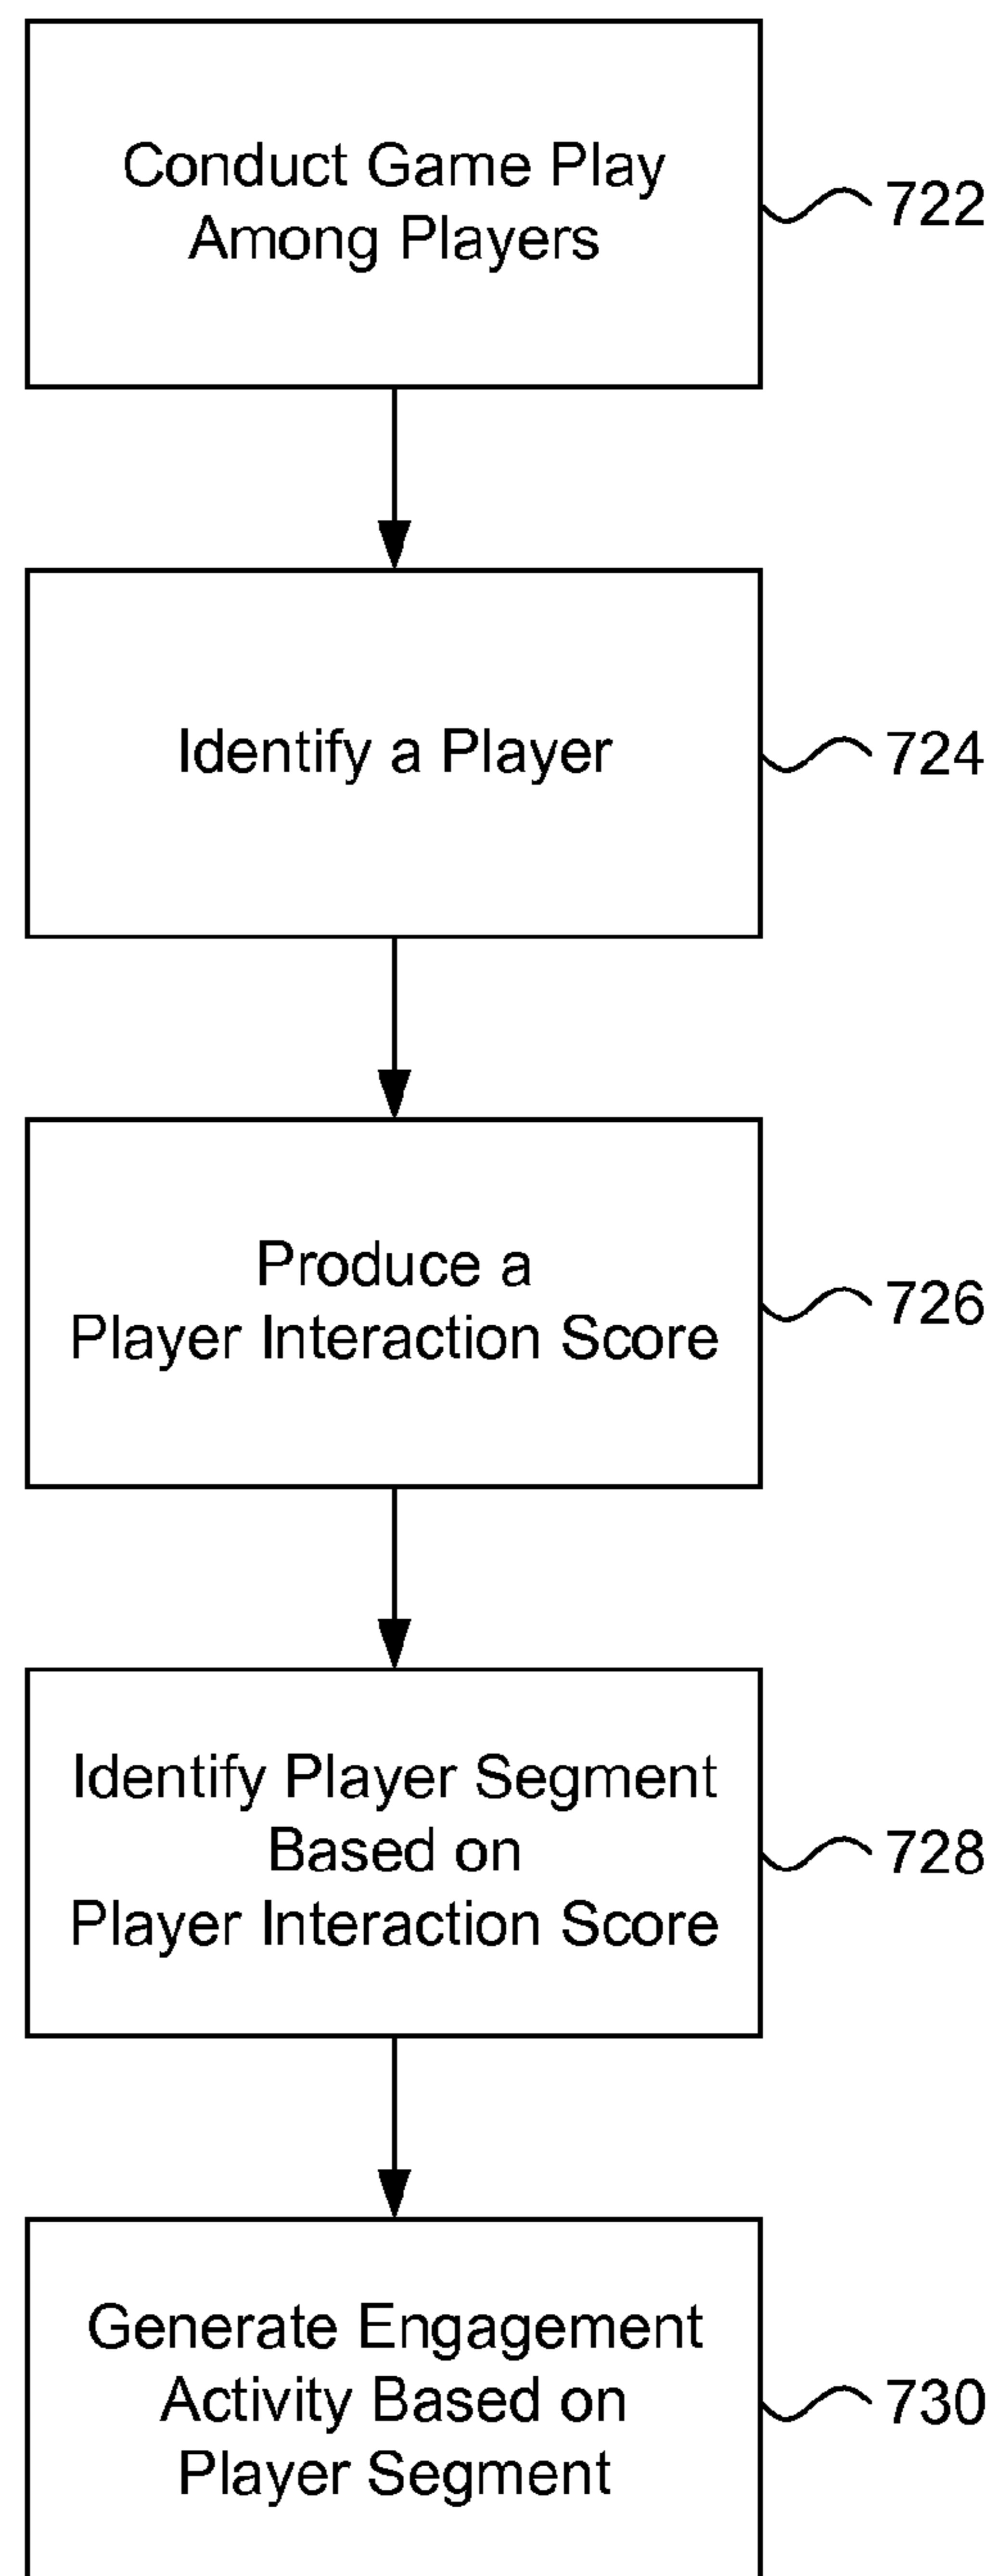 Conduct Game Play
Among Players
722
Identify a Player
724
Produce a
Player Interaction Score
726
Identify Player Segment
Based on
Player Interaction Score
728
Generate Engagement
Activity Based on
Player Segment
730